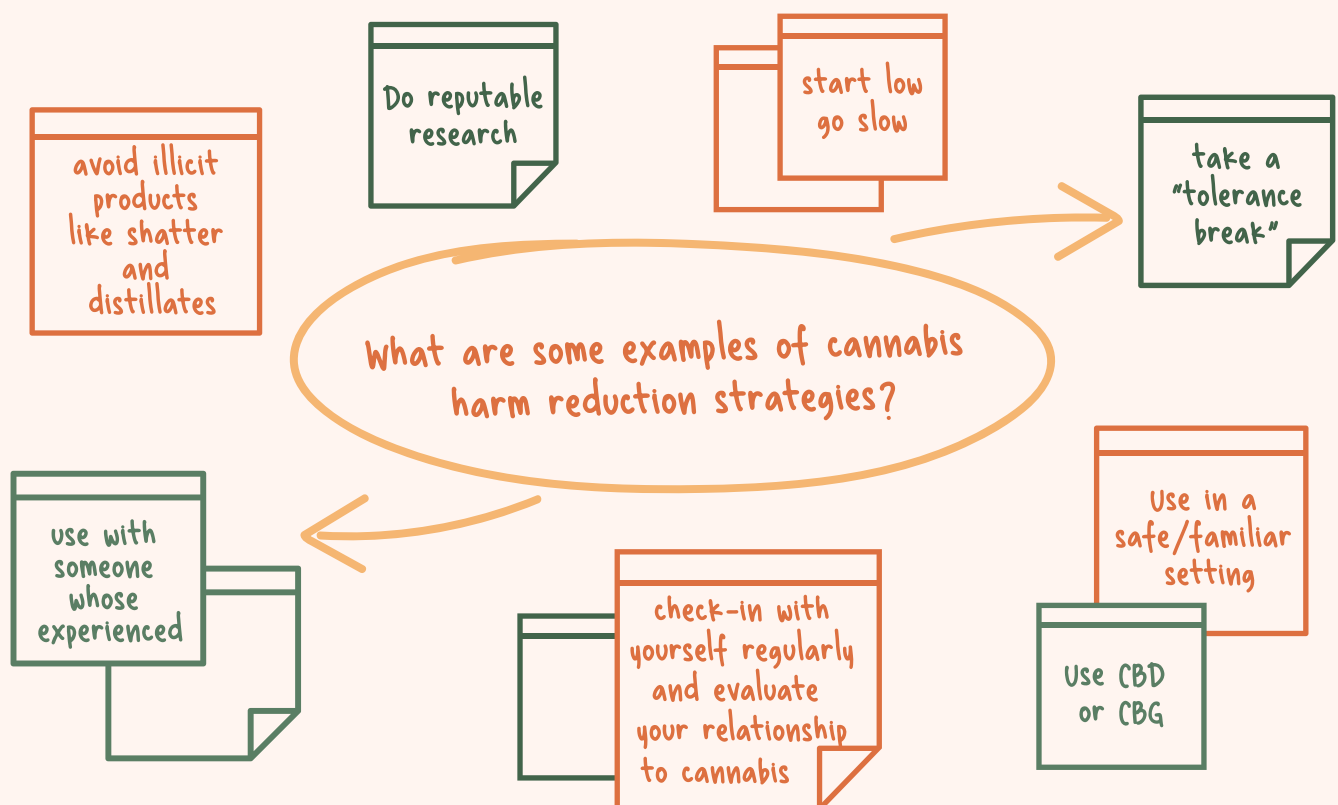 Do reputable
research
start low
go slow
avoid illicit
products
like shatter
and
distillates
take a
"tolerance
break"
What are some examples of cannabis
harm reduction strategies?
use with
someone
whose
experienced
check-in with
yourself regularly
and evaluate
your relationship
to cannabis
Use in a
safe/familiar
setting
Use CBD
or CBG